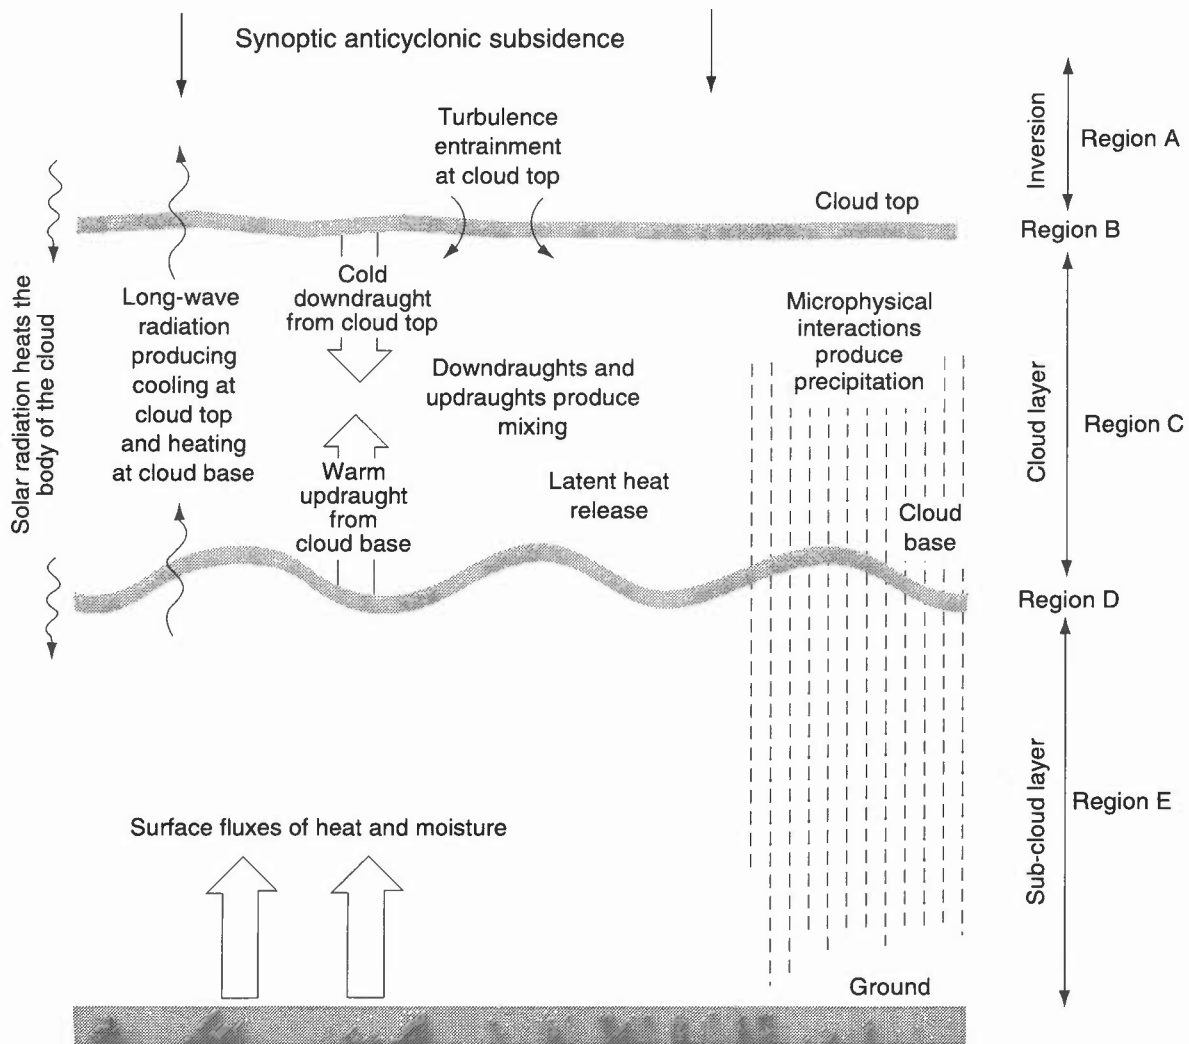 Synoptic anticyclonic subsidence
Turbulence
entrainment
at cloud top
Inversion
Region A
Cloud top
Region B
Solar radiation heats the
body of the cloud
Long-wave
radiation
producing
cooling at
cloud top
and heating
at cloud base
Cold
downdraught
from cloud top
Downdraughts and
updraughts produce
mixing
Microphysical
interactions
produce
precipitation
Cloud layer
Region C
Warm
updraught
from
cloud base
Latent heat
release
Cloud
base
Region D
Surface fluxes of heat and moisture
Sub-cloud layer
Region E
Ground